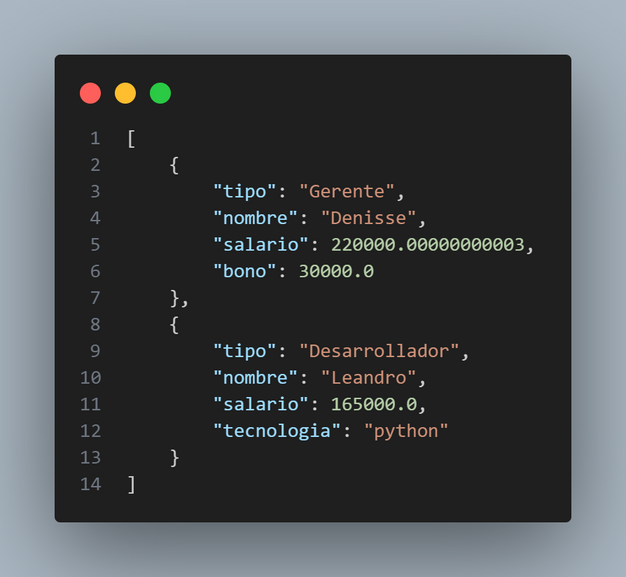 1 [
2     {
3         "tipo": "Gerente",
4         "nombre": "Denisse",
5         "salario": 220000.00000000003,
6         "bono": 30000.0
7     },
8     {
9         "tipo": "Desarrollador",
10         "nombre": "Leandro",
11         "salario": 165000.0,
12         "tecnologia": "python"
13     }
14 ]